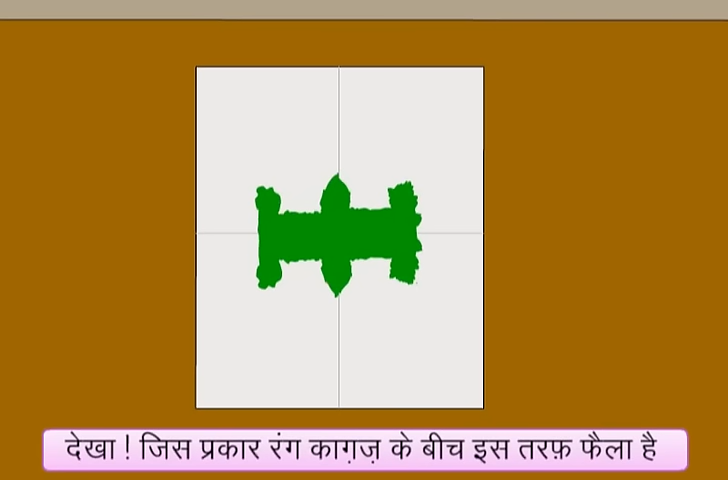 देखा ! जिस प्रकार रंग काग़ज़ के बीच इस तरफ़ फैला है